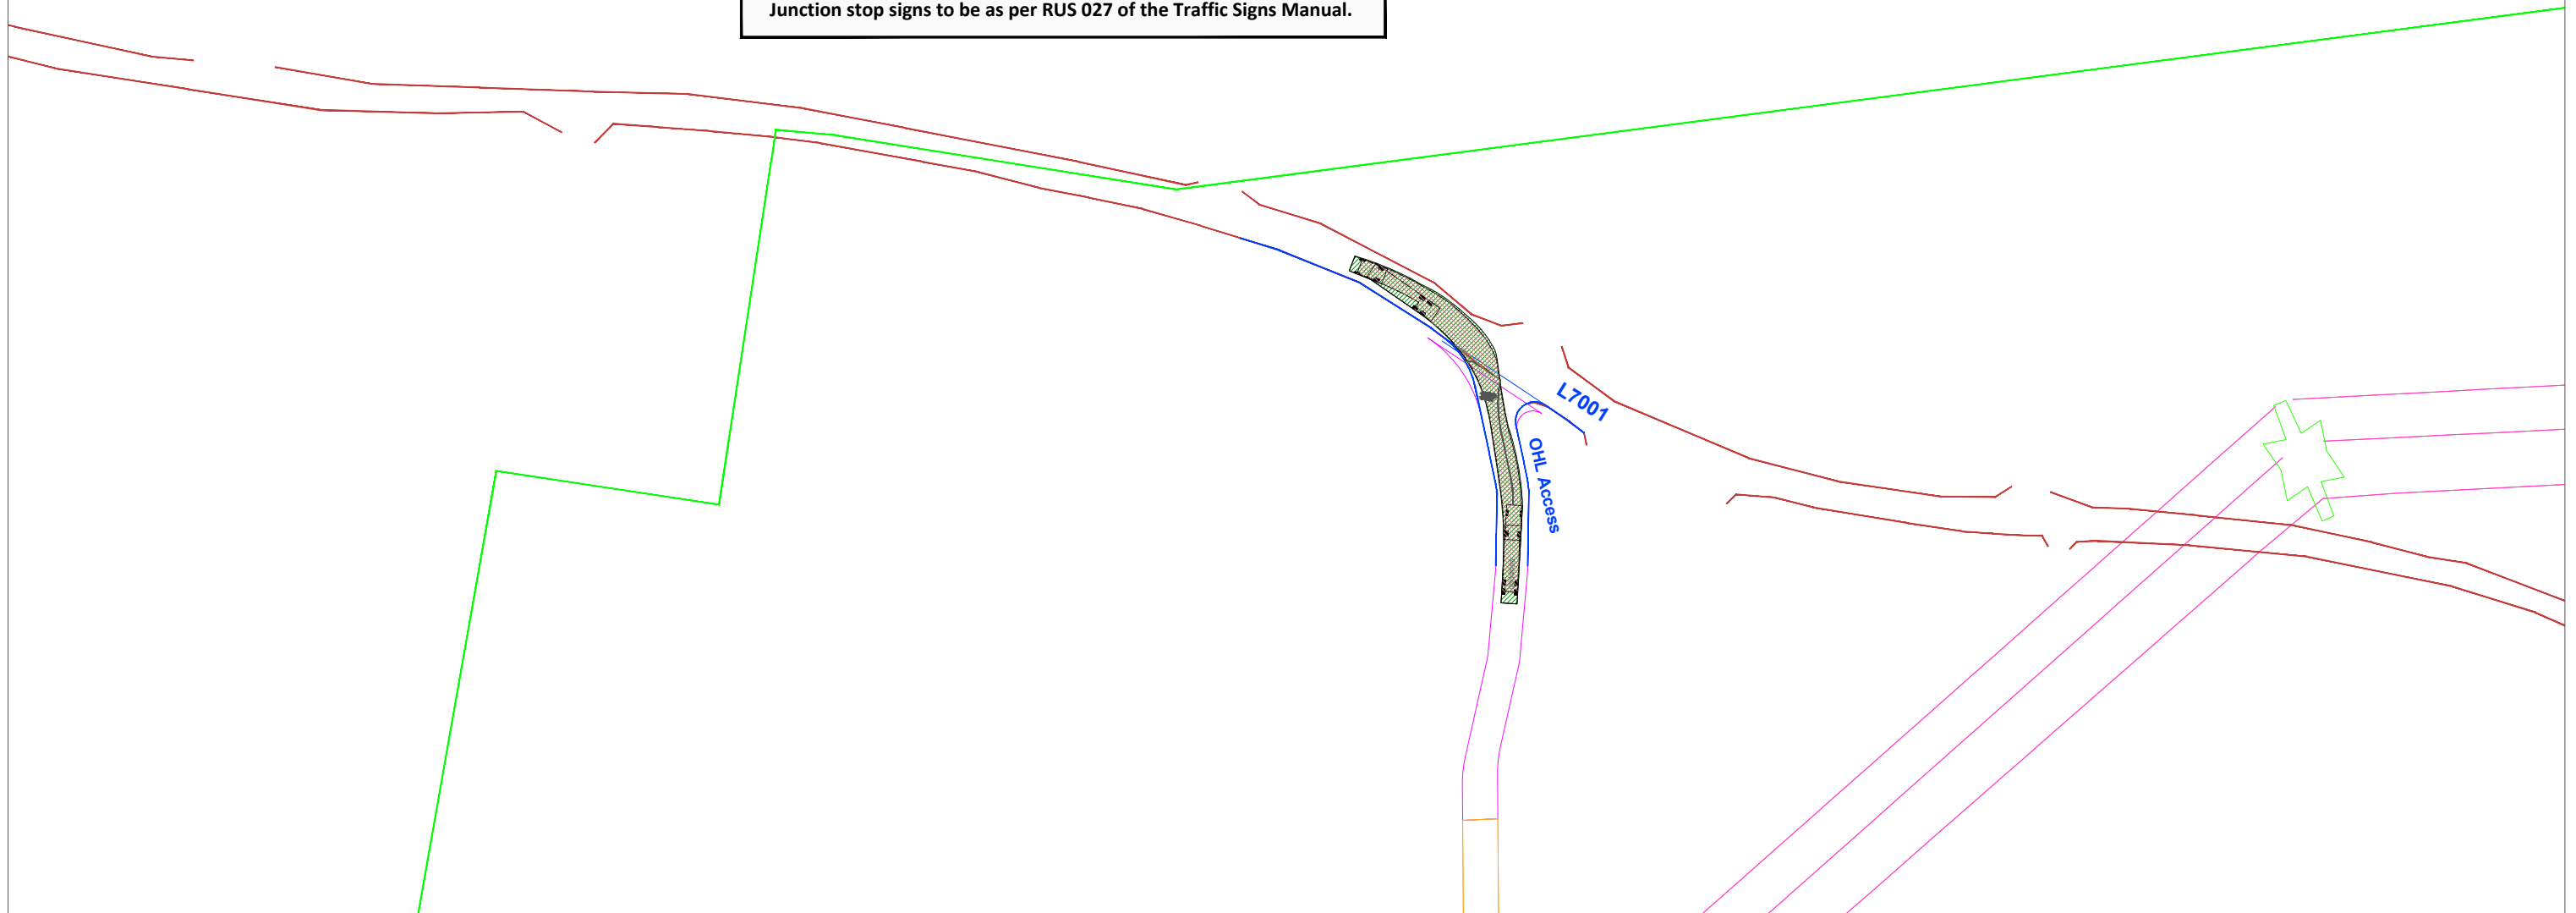 Junction stop signs to be as per RUS 027 of the Traffic Signs Manual.
L7001
OHL Access